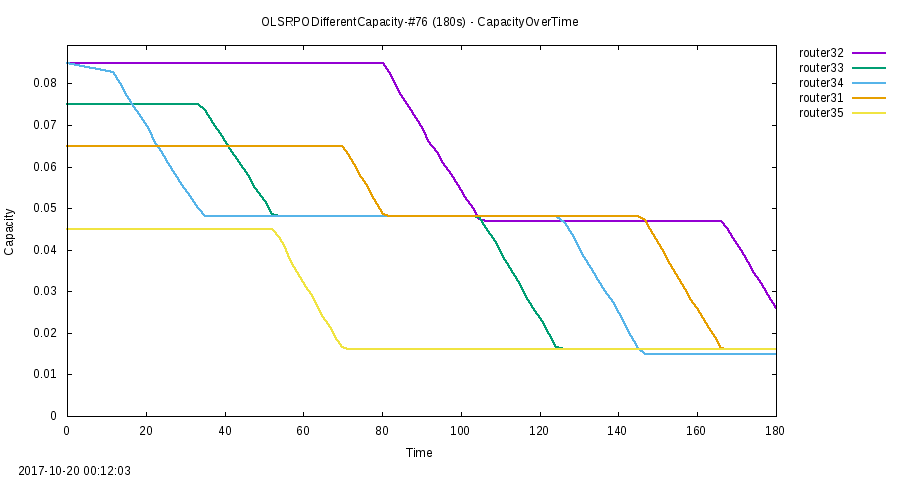 OLSRPODifferentCapacity-#76 (180s) - CapacityOverTime
router32
router33
router34
router31
router35
0.08
0.07
0.06
0.05
0.04
0.03
0.02
0.01
0
Capacity
0 20 40 60 80 100 120 140 160 180
Time
2017-10-20 00:12:03